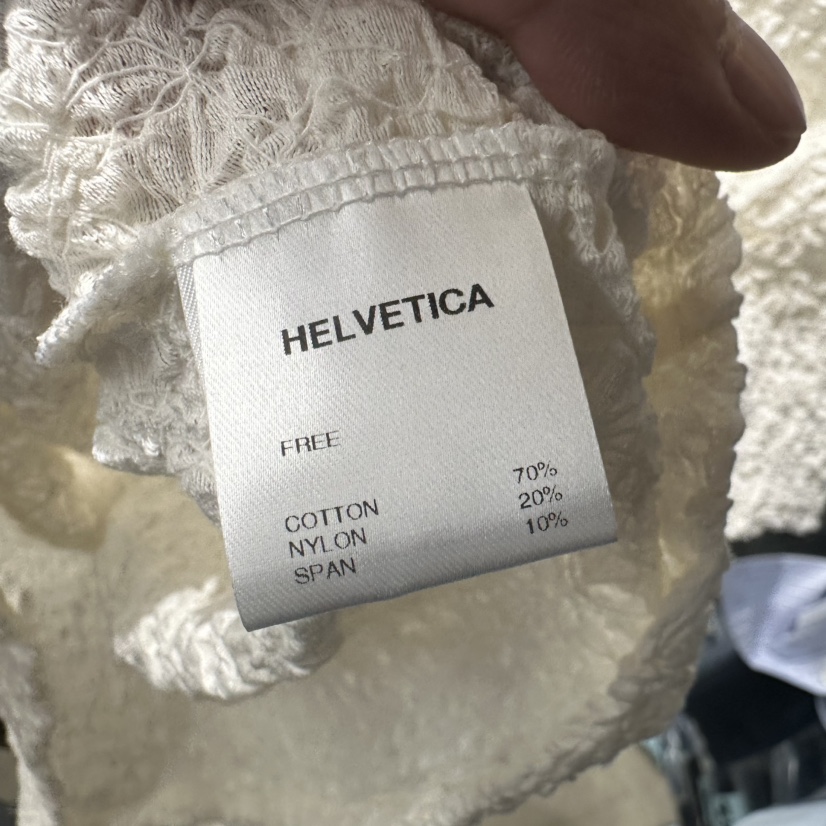 HELVETICA
FREE
COTTON 70%
NYLON 20%
SPAN 10%